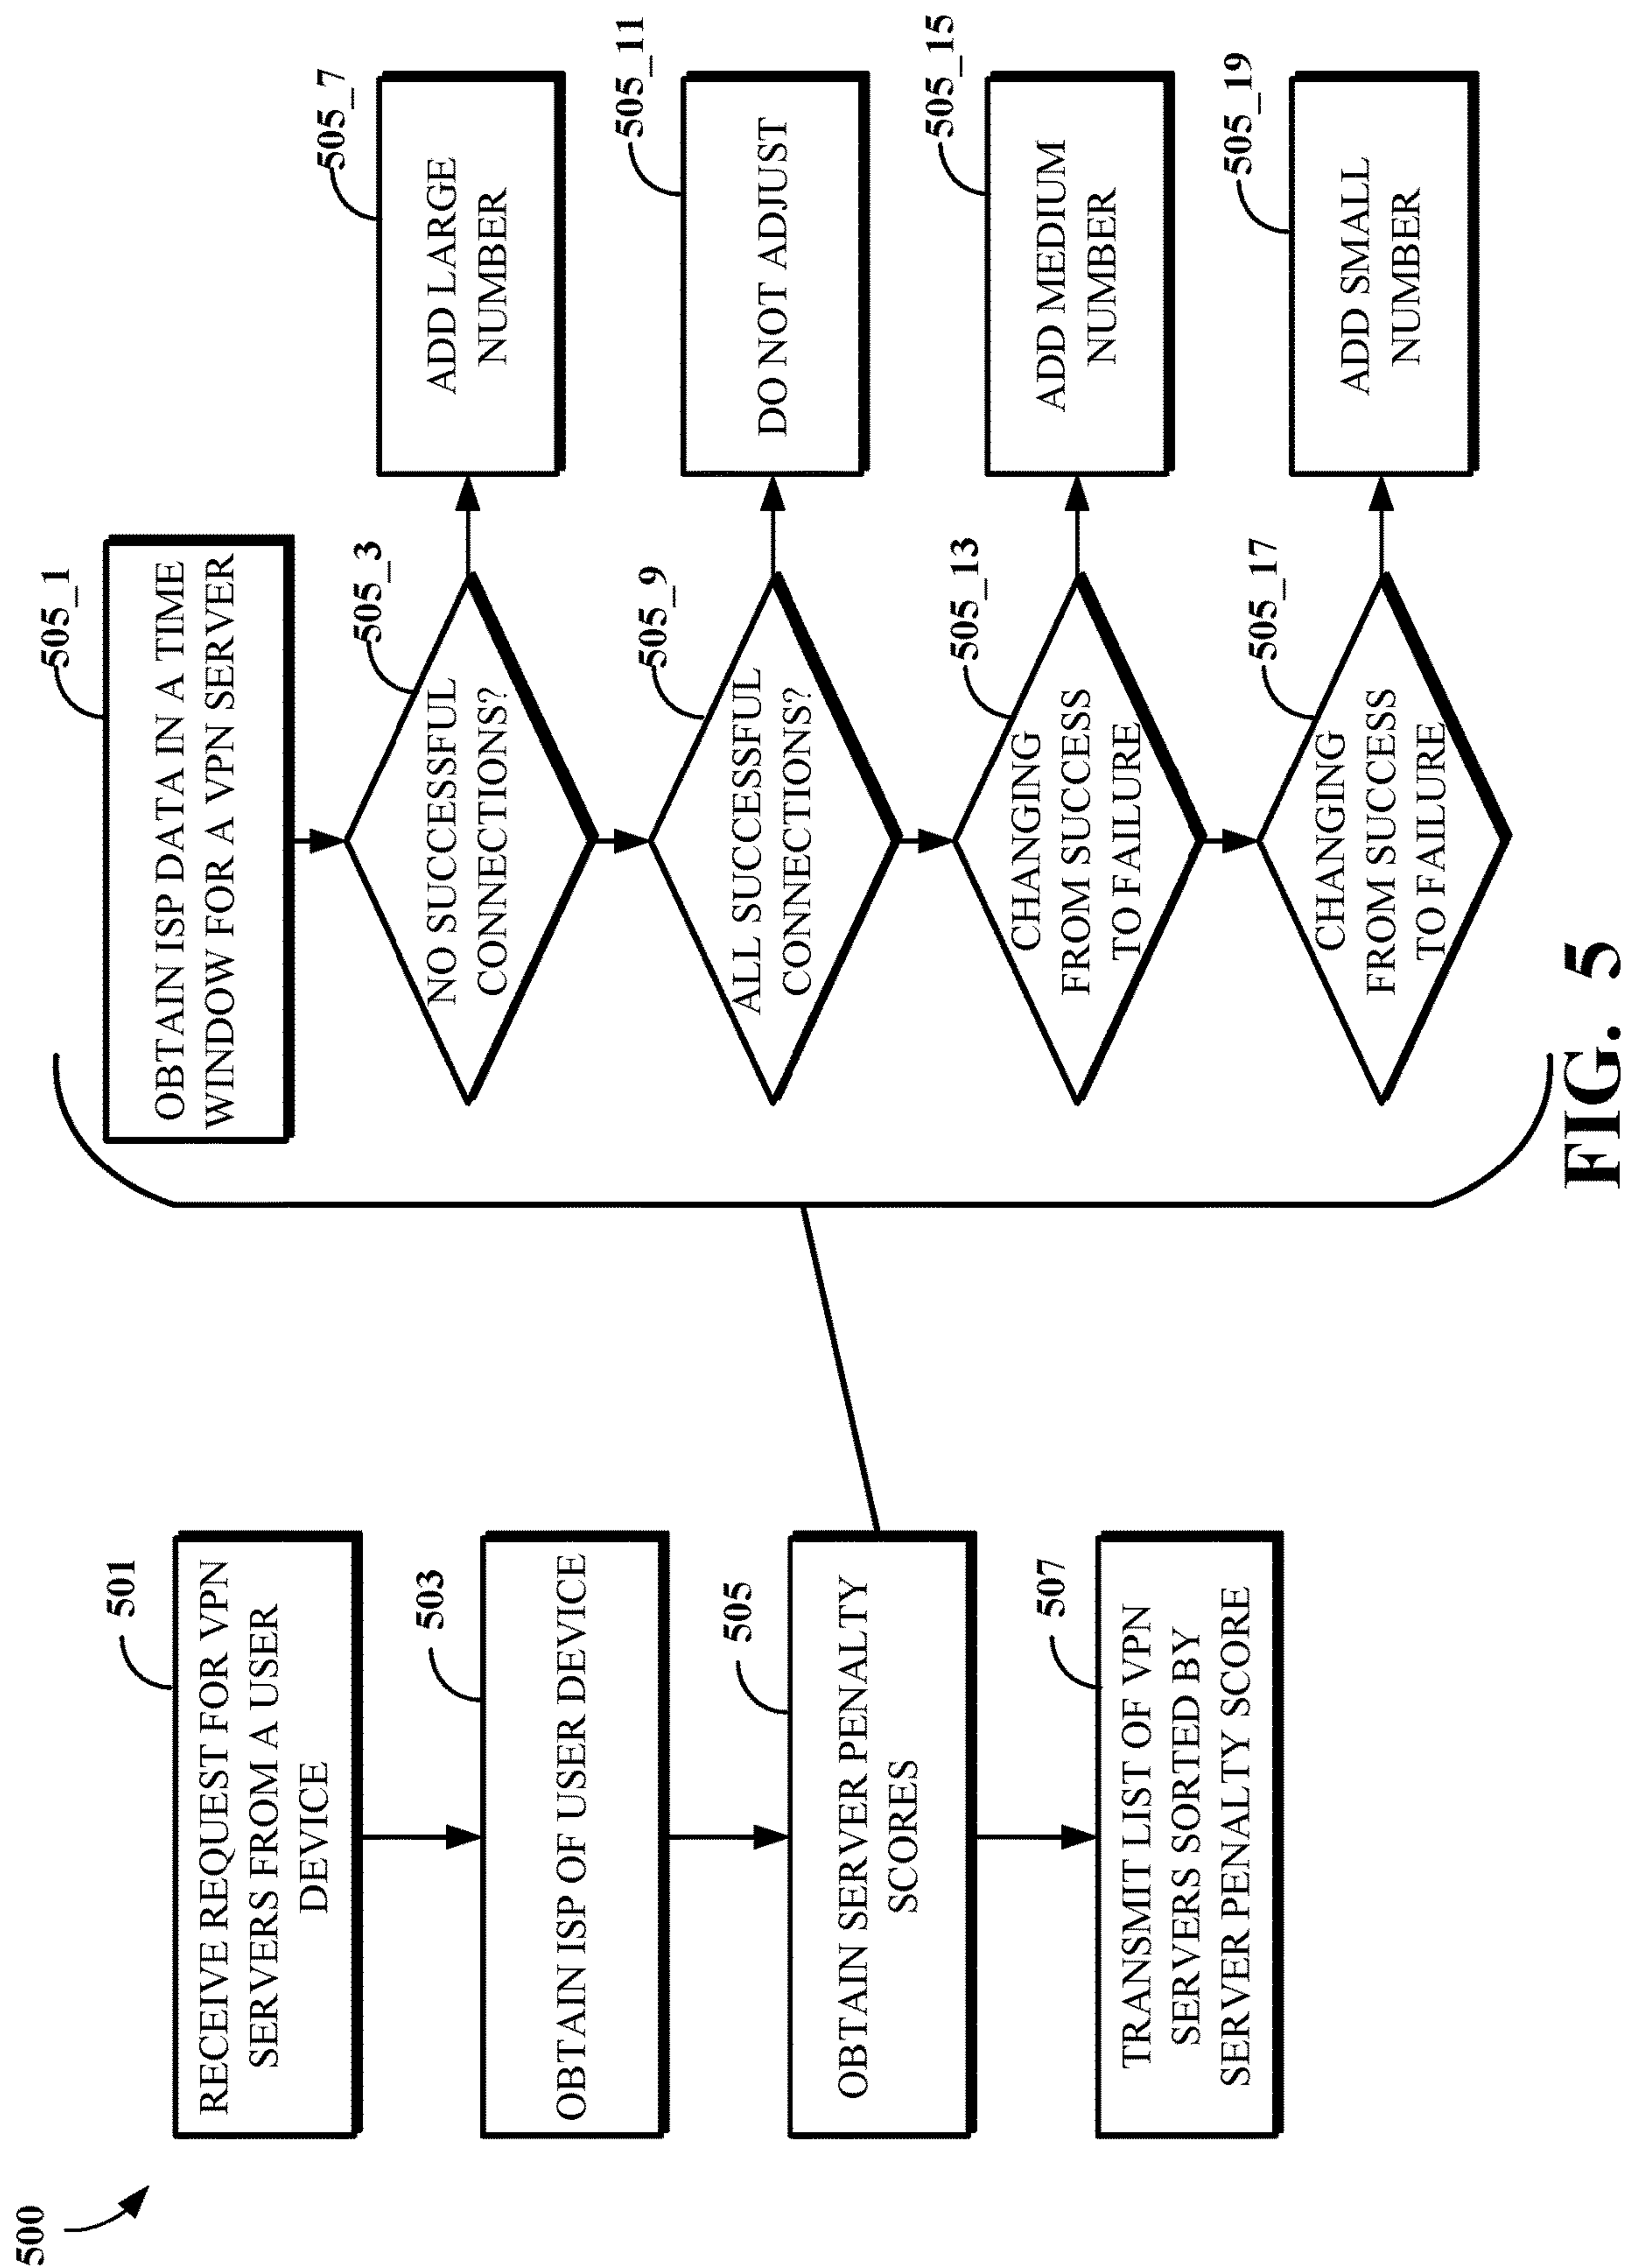 500
501
RECEIVE REQUEST FOR VPN
SERVERS FROM A USER
DEVICE
503
OBTAIN ISP OF USER DEVICE
505
OBTAIN SERVER PENALTY
SCORES
507
TRANSMIT LIST OF VPN
SERVERS SORTED BY
SERVER PENALTY SCORE
505_1
OBTAIN ISP DATA IN A TIME
WINDOW FOR A VPN SERVER
505_3
NO SUCCESSFUL
CONNECTIONS?
505_7
ADD LARGE
NUMBER
505_9
ALL SUCCESSFUL
CONNECTIONS?
505_11
DO NOT ADJUST
505_13
CHANGING
FROM SUCCESS
TO FAILURE
505_15
ADD MEDIUM
NUMBER
505_17
CHANGING
FROM SUCCESS
TO FAILURE
505_19
ADD SMALL
NUMBER
FIG. 5